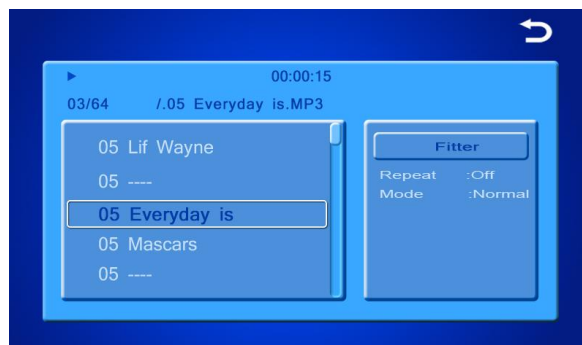 00:00:15
03/64 /.05 Everyday is.MP3
05 Lif Wayne
05 ----
05 Everyday is
05 Mascars
05 ----
Fitter
Repeat :Off
Mode :Normal